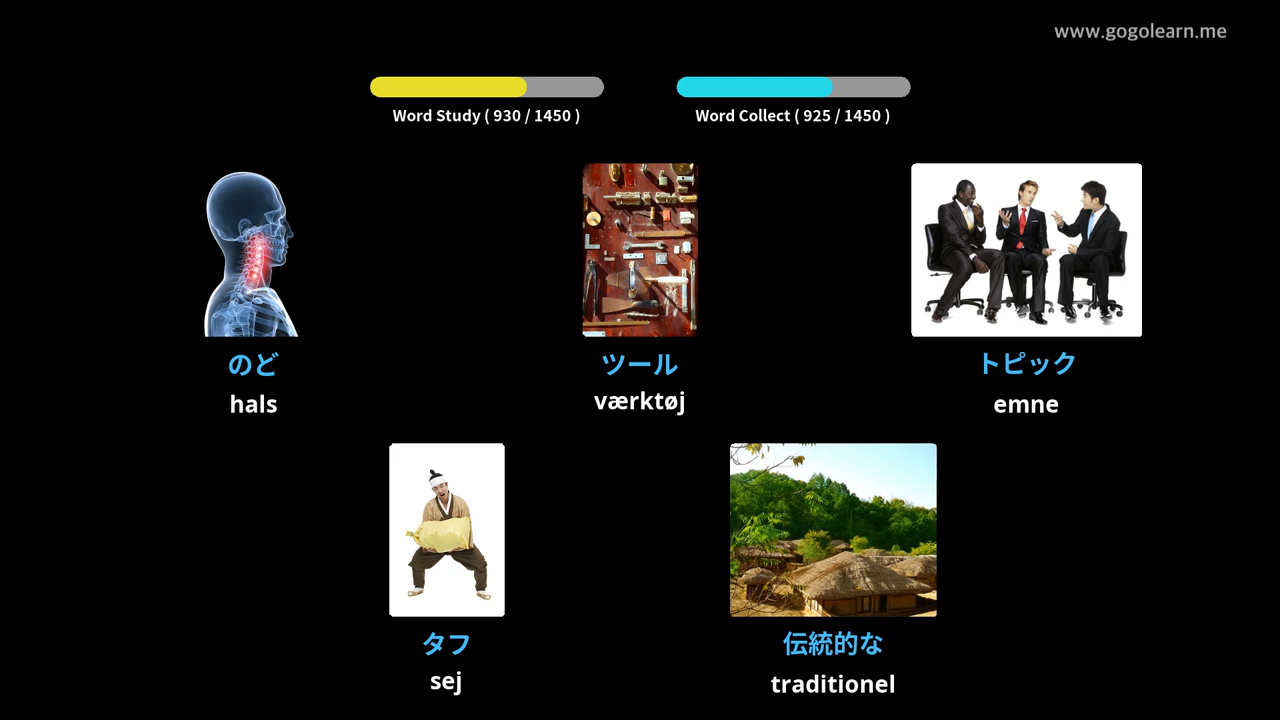 www.gogolearn.me
Word Study ( 930 / 1450 )
Word Collect ( 925 / 1450 )
のど
hals
ツール
værktøj
トピック
emne
タフ
sej
伝統的な
traditionel